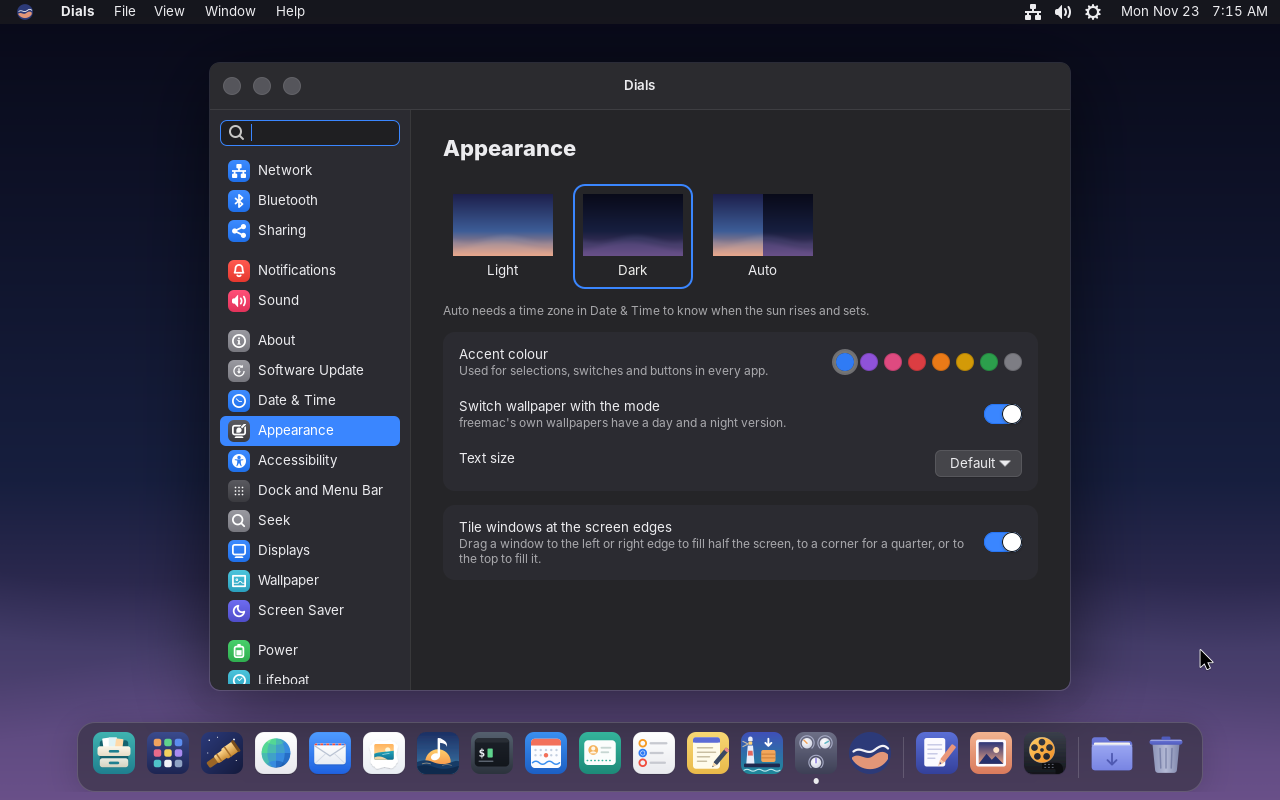 Dials File View Window Help Mon Nov 23 7:15 AM
Dials
Network
Bluetooth
Sharing
Notifications
Sound
About
Software Update
Date & Time
Appearance
Accessibility
Dock and Menu Bar
Seek
Displays
Wallpaper
Screen Saver
Power
Lifeboat
Appearance
Light Dark Auto
Auto needs a time zone in Date & Time to know when the sun rises and sets.
Accent colour
Used for selections, switches and buttons in every app.
Switch wallpaper with the mode
freemac's own wallpapers have a day and a night version.
Text size Default
Tile windows at the screen edges
Drag a window to the left or right edge to fill half the screen, to a corner for a quarter, or to
the top to fill it.
$